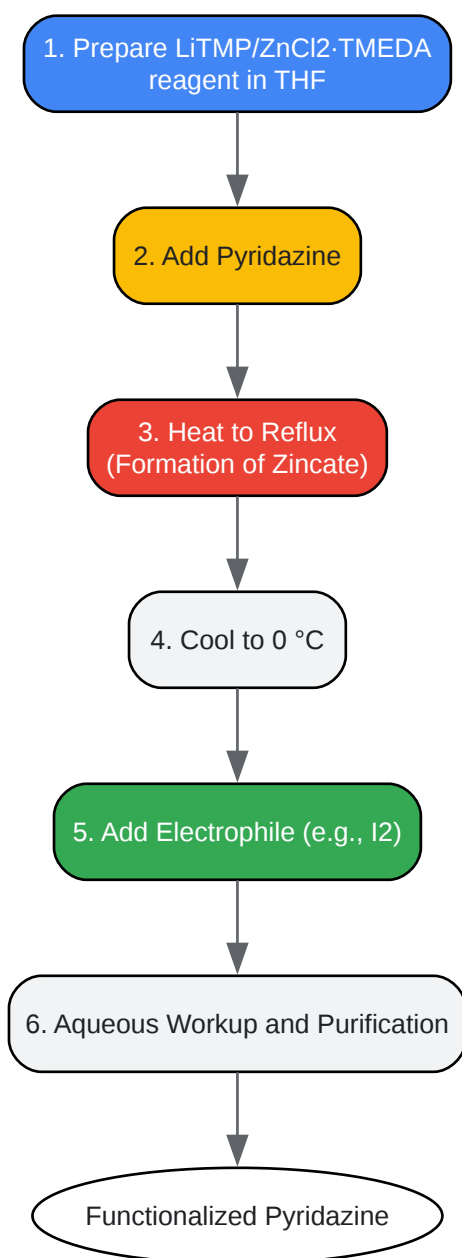 1. Prepare LiTMP/ZnCl2·TMEDA
reagent in THF
2. Add Pyridazine
3. Heat to Reflux
(Formation of Zincate)
4. Cool to 0 °C
5. Add Electrophile (e.g., I2)
6. Aqueous Workup and Purification
Functionalized Pyridazine